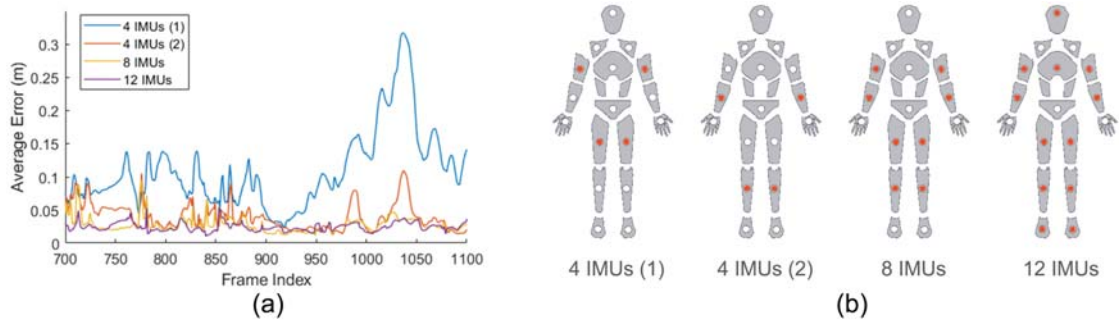 4 IMUs (1)
4 IMUs (2)
8 IMUs
12 IMUs
0.3
0.25
0.2
0.15
0.1
0.05
0
Average Error (m)
700 750 800 850 900 950 1000 1050 1100
Frame Index
(a)
4 IMUs (1) 4 IMUs (2) 8 IMUs 12 IMUs
(b)